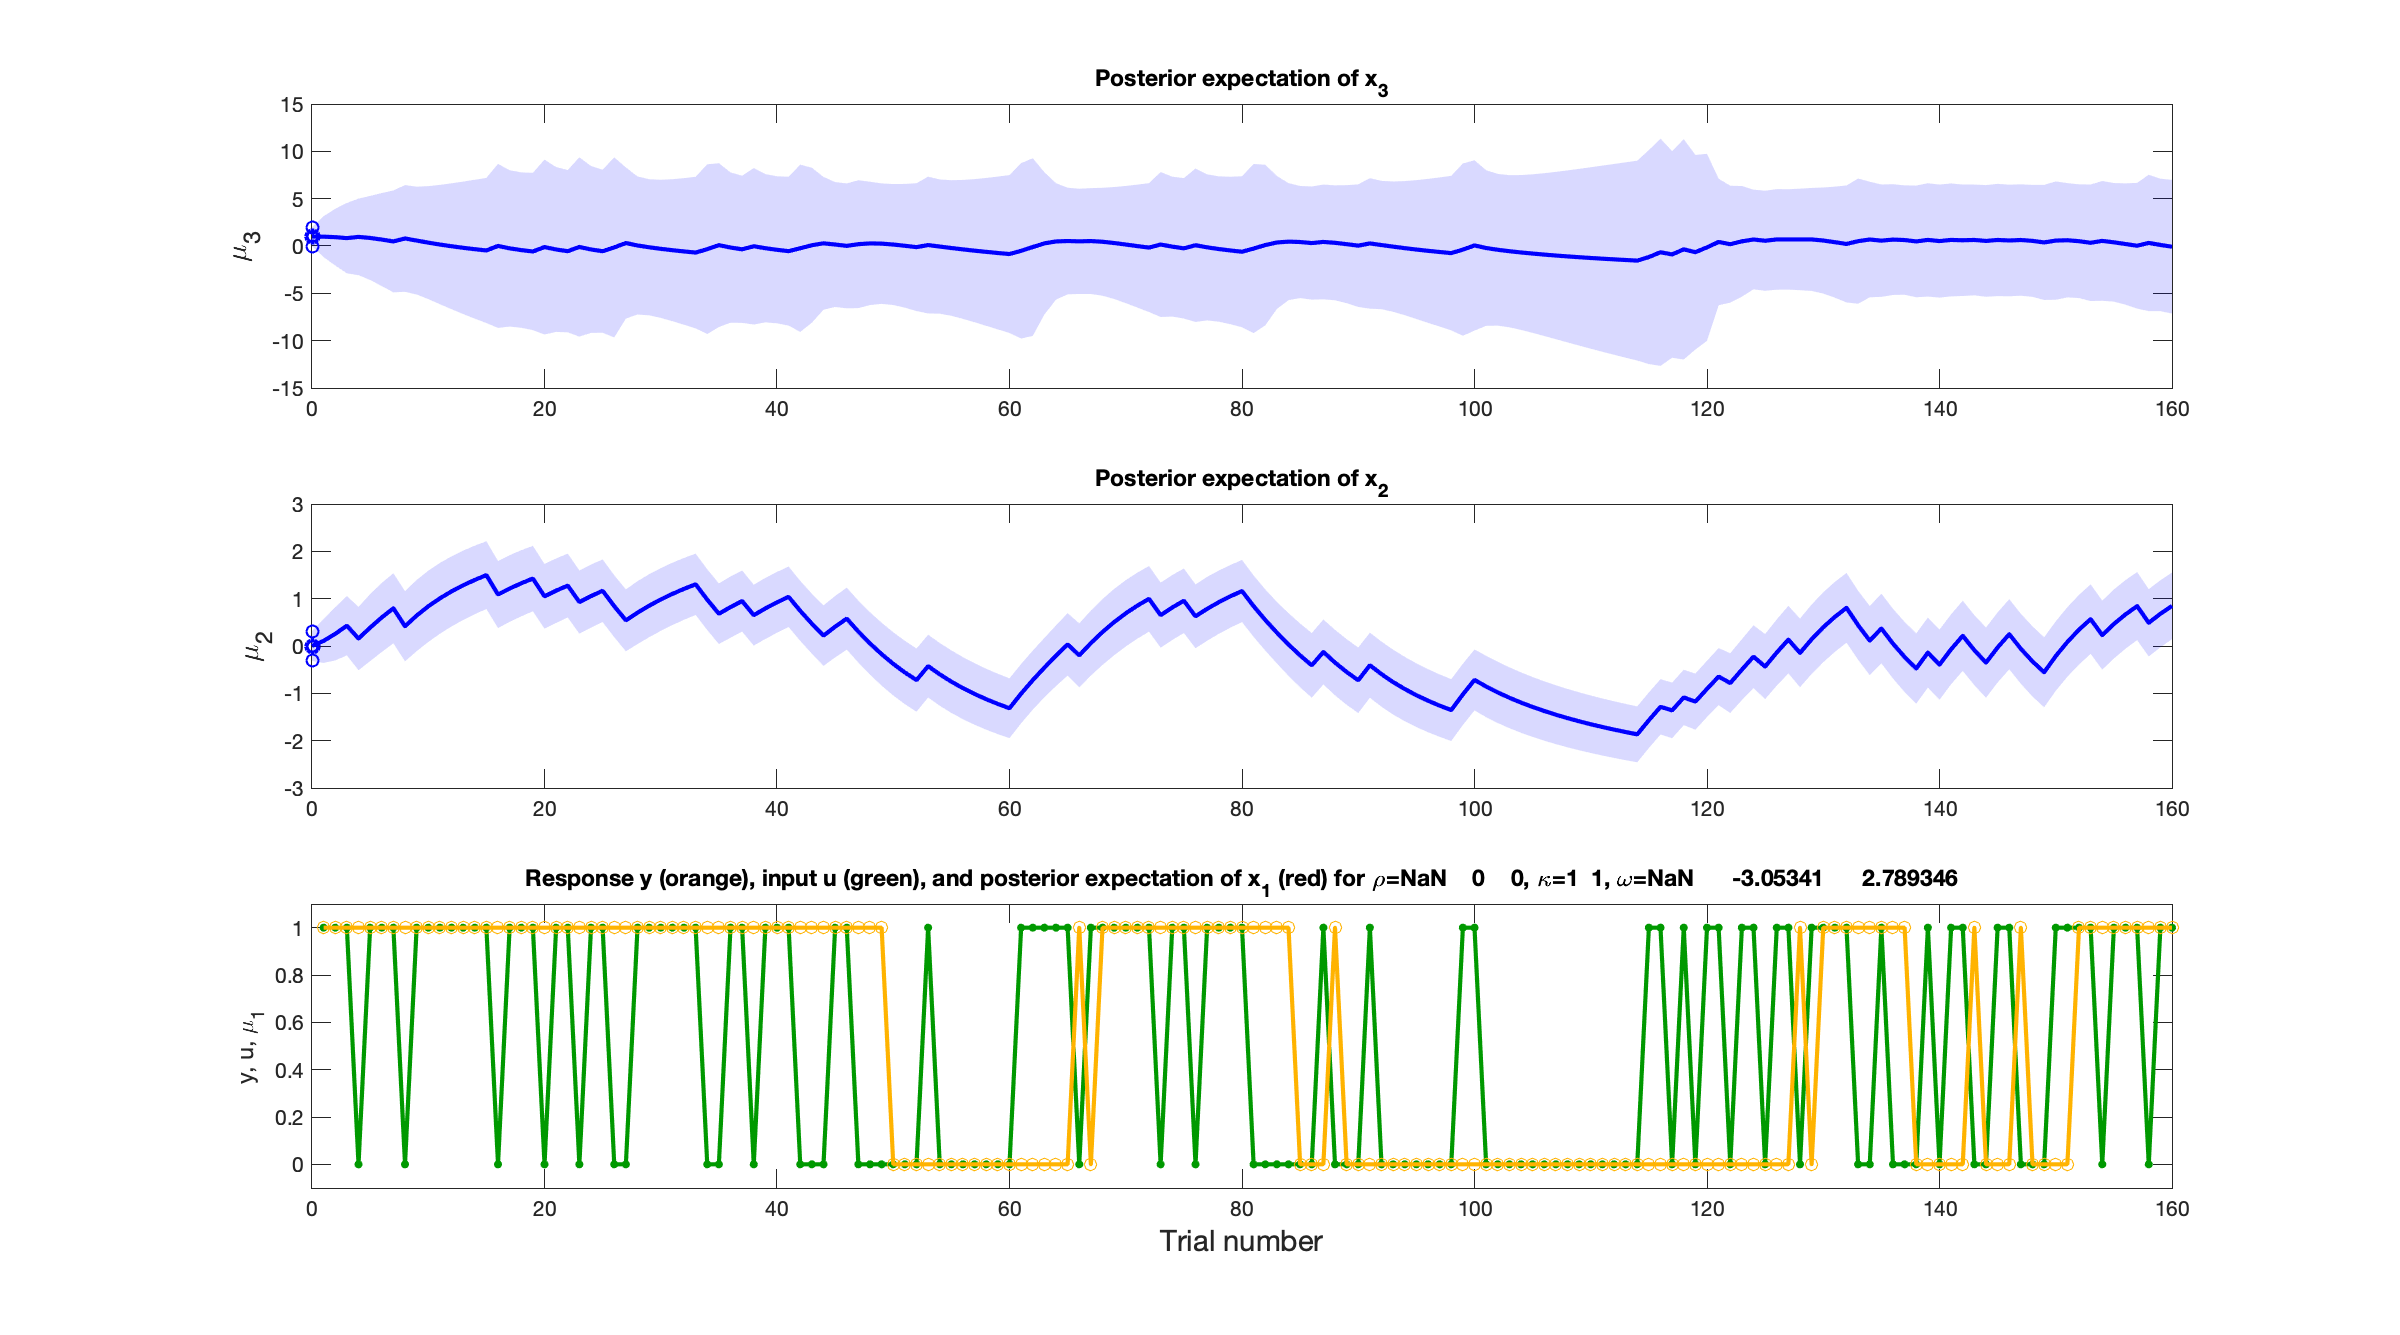 Posterior expectation of x3
15
10
5
0
-5
-10
-15
μ3
0 20 40 60 80 100 120 140 160
Posterior expectation of x2
3
2
1
0
-1
-2
-3
μ2
0 20 40 60 80 100 120 140 160
Response y (orange), input u (green), and posterior expectation of x1 (red) for ρ=NaN 0 0, κ=1 1, ω=NaN -3.05341 2.789346
1
0.8
0.6
0.4
0.2
0
y, u, μ1
0 20 40 60 80 100 120 140 160
Trial number